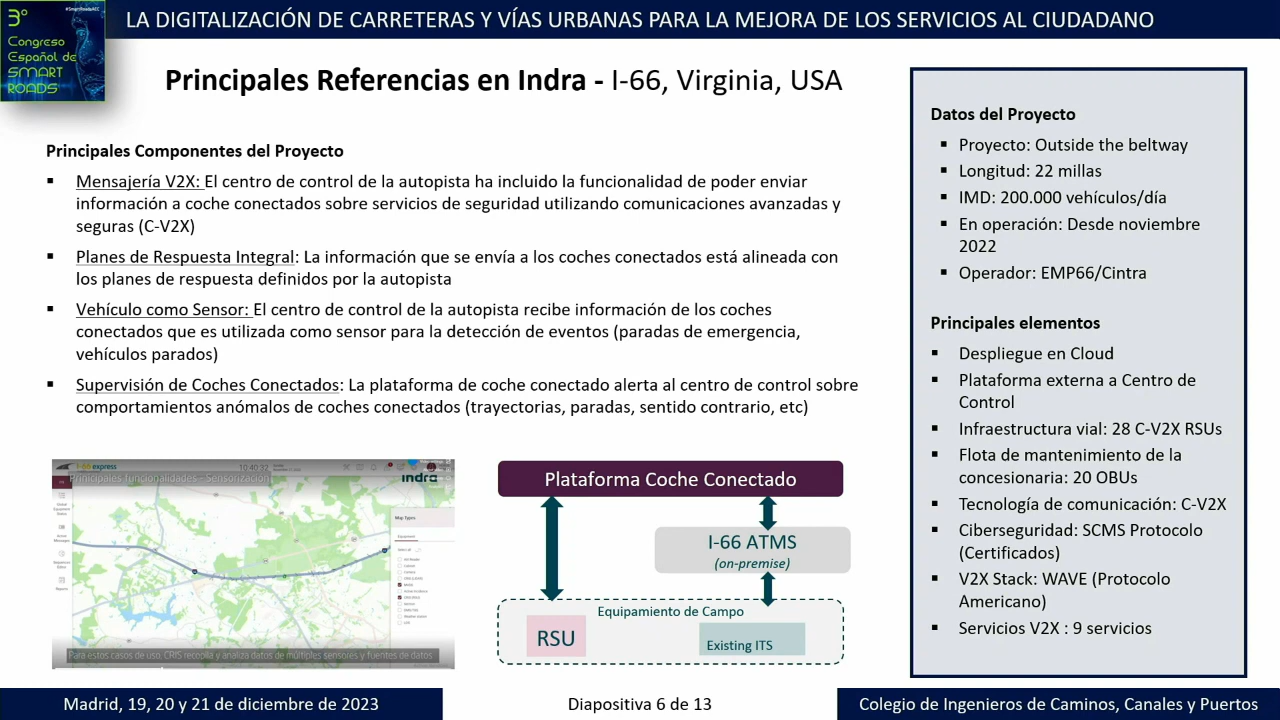 #SmartRoadsAEC
3º
Congreso
Español de
SMART
ROADS
LA DIGITALIZACIÓN DE CARRETERAS Y VÍAS URBANAS PARA LA MEJORA DE LOS SERVICIOS AL CIUDADANO
Principales Referencias en Indra - I-66, Virginia, USA
Principales Componentes del Proyecto
▪ Mensajería V2X: El centro de control de la autopista ha incluido la funcionalidad de poder enviar
información a coche conectados sobre servicios de seguridad utilizando comunicaciones avanzadas y
seguras (C-V2X)
▪ Planes de Respuesta Integral: La información que se envía a los coches conectados está alineada con
los planes de respuesta definidos por la autopista
▪ Vehículo como Sensor: El centro de control de la autopista recibe información de los coches
conectados que es utilizada como sensor para la detección de eventos (paradas de emergencia,
vehículos parados)
▪ Supervisión de Coches Conectados: La plataforma de coche conectado alerta al centro de control sobre
comportamientos anómalos de coches conectados (trayectorias, paradas, sentido contrario, etc)
express
10:40:32
Principales funcionalidades - Sensorización
indra
Map Types
Para estos casos de uso, CRIS recopila y analiza datos de múltiples sensores y fuentes de datos
Plataforma Coche Conectado
I-66 ATMS
(on-premise)
Equipamiento de Campo
RSU
Existing ITS
Datos del Proyecto
▪ Proyecto: Outside the beltway
▪ Longitud: 22 millas
▪ IMD: 200.000 vehículos/día
▪ En operación: Desde noviembre
2022
▪ Operador: EMP66/Cintra
Principales elementos
▪ Despliegue en Cloud
▪ Plataforma externa a Centro de
Control
▪ Infraestructura vial: 28 C-V2X RSUs
▪ Flota de mantenimiento de la
concesionaria: 20 OBUs
▪ Tecnología de comunicación: C-V2X
▪ Ciberseguridad: SCMS Protocolo
(Certificados)
▪ V2X Stack: WAVE (Protocolo
Americano)
▪ Servicios V2X : 9 servicios
Madrid, 19, 20 y 21 de diciembre de 2023
Diapositiva 6 de 13
Colegio de Ingenieros de Caminos, Canales y Puertos